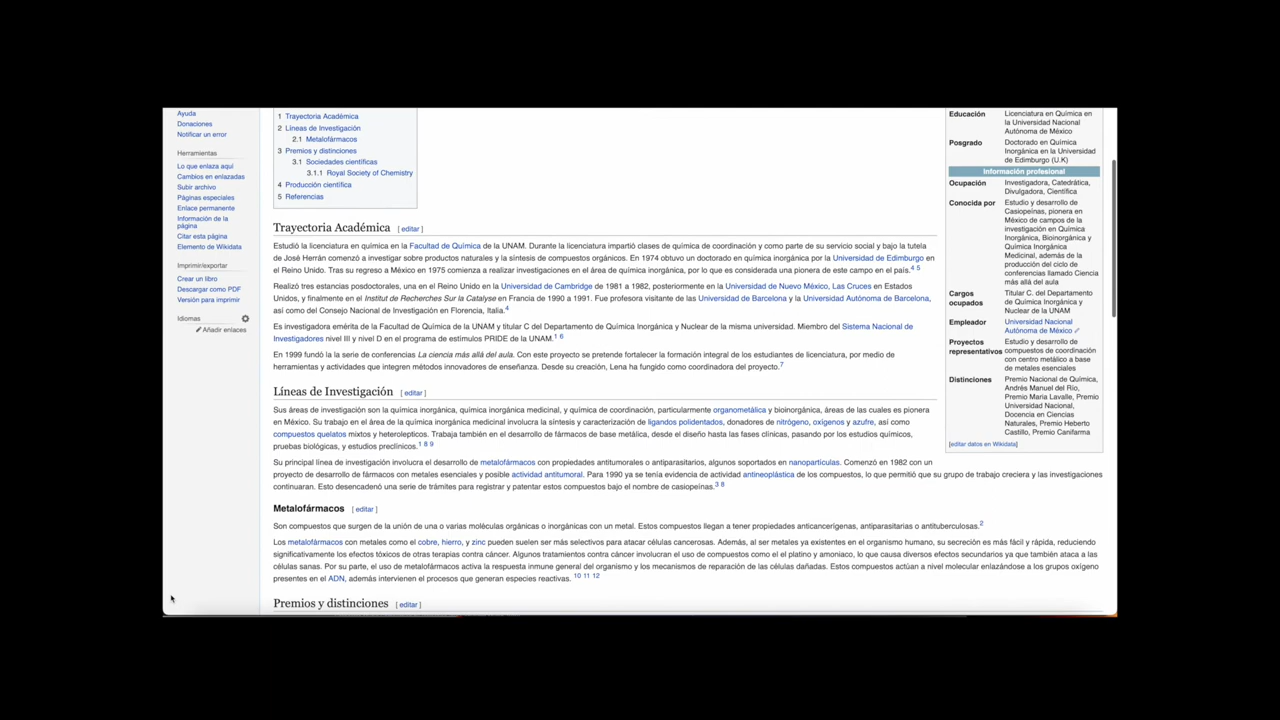 Ayuda
Donaciones
Notificar un error
Herramientas
Lo que enlaza aquí
Cambios en enlazadas
Subir archivo
Páginas especiales
Enlace permanente
Información de la
página
Citar esta página
Elemento de Wikidata
Imprimir/exportar
Crear un libro
Descargar como PDF
Versión para imprimir
Idiomas
Añadir enlaces
1 Trayectoria Académica
2 Líneas de Investigación
2.1 Metalofármacos
3 Premios y distinciones
3.1 Sociedades científicas
3.1.1 Royal Society of Chemistry
4 Producción científica
5 Referencias
Trayectoria Académica [ editar ]
Estudió la licenciatura en química en la Facultad de Química de la UNAM. Durante la licenciatura impartió clases de química de coordinación y como parte de su servicio social y bajo la tutela
de José Herrán comenzó a investigar sobre productos naturales y la síntesis de compuestos orgánicos. En 1974 obtuvo un doctorado en química inorgánica por la Universidad de Edimburgo en
el Reino Unido. Tras su regreso a México en 1975 comienza a realizar investigaciones en el área de química inorgánica, por lo que es considerada una pionera de este campo en el país.4 5
Realizó tres estancias posdoctorales, una en el Reino Unido en la Universidad de Cambridge de 1981 a 1982, posteriormente en la Universidad de Nuevo México, Las Cruces en Estados
Unidos, y finalmente en el Institut de Recherches Sur la Catalyse en Francia de 1990 a 1991. Fue profesora visitante de las Universidad de Barcelona y la Universidad Autònoma de Barcelona,
así como del Consejo Nacional de Investigación en Florencia, Italia.4
Es investigadora emérita de la Facultad de Química de la UNAM y titular C del Departamento de Química Inorgánica y Nuclear de la misma universidad. Miembro del Sistema Nacional de
Investigadores nivel III y nivel D en el programa de estímulos PRIDE de la UNAM.1 6
En 1999 fundó la la serie de conferencias La ciencia más allá del aula. Con este proyecto se pretende fortalecer la formación integral de los estudiantes de licenciatura, por medio de
herramientas y actividades que integren métodos innovadores de enseñanza. Desde su creación, Lena ha fungido como coordinadora del proyecto.7
Líneas de Investigación [ editar ]
Sus áreas de investigación son la química inorgánica, química inorgánica medicinal, y química de coordinación, particularmente organometálica y bioinorgánica, áreas de las cuales es pionera
en México. Su trabajo en el área de la química inorgánica medicinal involucra la síntesis y caracterización de ligandos polidentados, donadores de nitrógeno, oxígenos y azufre, así como
compuestos quelatos mixtos y heterolepticos. Trabaja también en el desarrollo de fármacos de base metálica, desde el diseño hasta las fases clínicas, pasando por los estudios químicos,
pruebas biológicas, y estudios preclínicos.1 8 9
Su principal línea de investigación involucra el desarrollo de metalofármacos con propiedades antitumorales o antiparasitarios, algunos soportados en nanopartículas. Comenzó en 1982 con un
proyecto de desarrollo de fármacos con metales esenciales y posible actividad antitumoral. Para 1990 ya se tenía evidencia de actividad antineoplástica de los compuestos, lo que permitió que su grupo de trabajo creciera y las investigaciones
continuaran. Esto desencadenó una serie de trámites para registrar y patentar estos compuestos bajo el nombre de casiopeínas.3 8
Metalofármacos [ editar ]
Son compuestos que surgen de la unión de una o varias moléculas orgánicas o inorgánicas con un metal. Estos compuestos llegan a tener propiedades anticancerígenas, antiparasitarias o antituberculosas.2
Los metalofármacos con metales como el cobre, hierro, y zinc pueden suelen ser más selectivos para atacar células cancerosas. Además, al ser metales ya existentes en el organismo humano, su secreción es más fácil y rápida, reduciendo
significativamente los efectos tóxicos de otras terapias contra cáncer. Algunos tratamientos contra cáncer involucran el uso de compuestos como el el platino y amoniaco, lo que causa diversos efectos secundarios ya que también ataca a las
células sanas. Por su parte, el uso de metalofármacos activa la respuesta inmune general del organismo y los mecanismos de reparación de las células dañadas. Estos compuestos actúan a nivel molecular enlazándose a los grupos oxígeno
presentes en el ADN, además intervienen el procesos que generan especies reactivas. 10 11 12
Premios y distinciones [ editar ]
Educación Licenciatura en Química en
la Universidad Nacional
Autónoma de México
Posgrado Doctorado en Química
Inorgánica en la Universidad
de Edimburgo (U.K)
Información profesional
Ocupación Investigadora, Catedrática,
Divulgadora, Científica
Conocida por Estudio y desarrollo de
Casiopeínas, pionera en
México de campos de la
investigación en Química
Inorgánica, Bioinorgánica y
Química Inorgánica
Medicinal, además de la
producción del ciclo de
conferencias llamado Ciencia
más allá del aula
Cargos Titular C. del Departamento
ocupados de Química Inorgánica y
Nuclear de la UNAM
Empleador Universidad Nacional
Autónoma de México
Proyectos Estudio y desarrollo de
representativos compuestos de coordinación
con centro metálico a base
de metales esenciales
Distinciones Premio Nacional de Química,
Andrés Manuel del Río,
Premio Maria Lavalle, Premio
Universidad Nacional,
Docencia en Ciencias
Naturales, Premio Heberto
Castillo, Premio Canifarma
[editar datos en Wikidata]